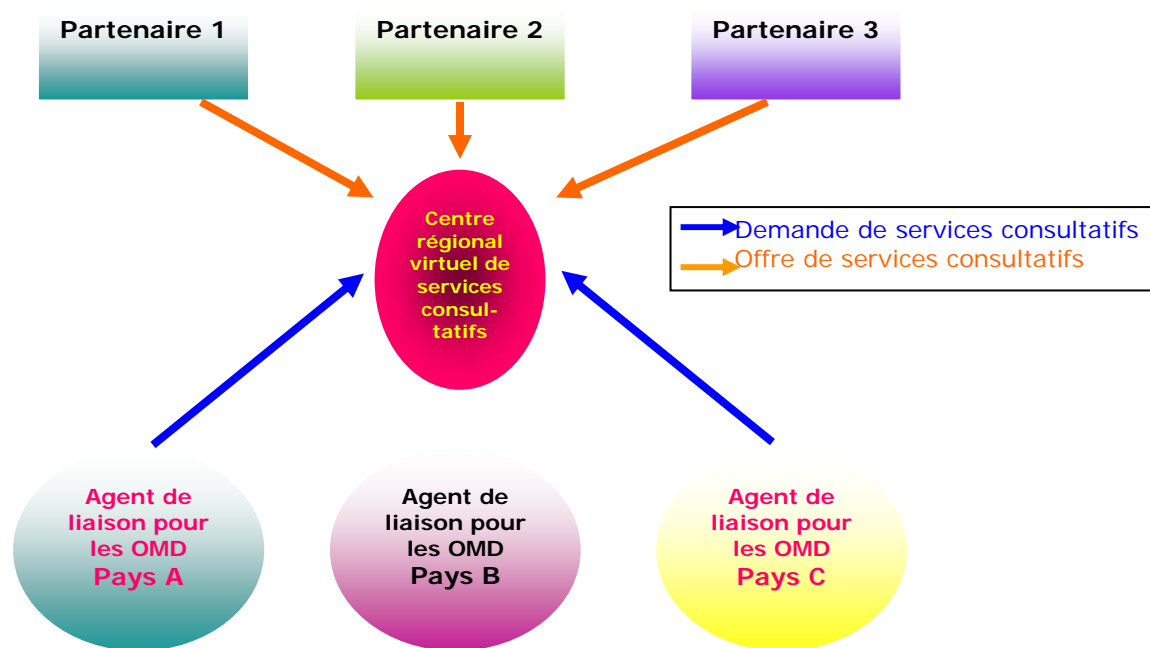 Partenaire 1
Partenaire 2
Partenaire 3
Centre
régional
virtuel de
services
consul-
tatifs
Demande de services consultatifs
Offre de services consultatifs
Agent de
liaison pour
les OMD
Pays A
Agent de
liaison pour
les OMD
Pays B
Agent de
liaison pour
les OMD
Pays C